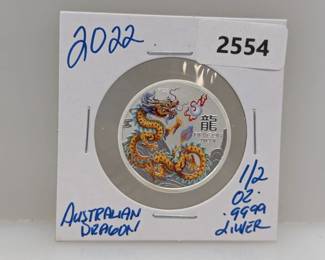 2022
2554
龍
AUSTRALIAN
DRAGON
1/2
OZ.
.9999
SILVER